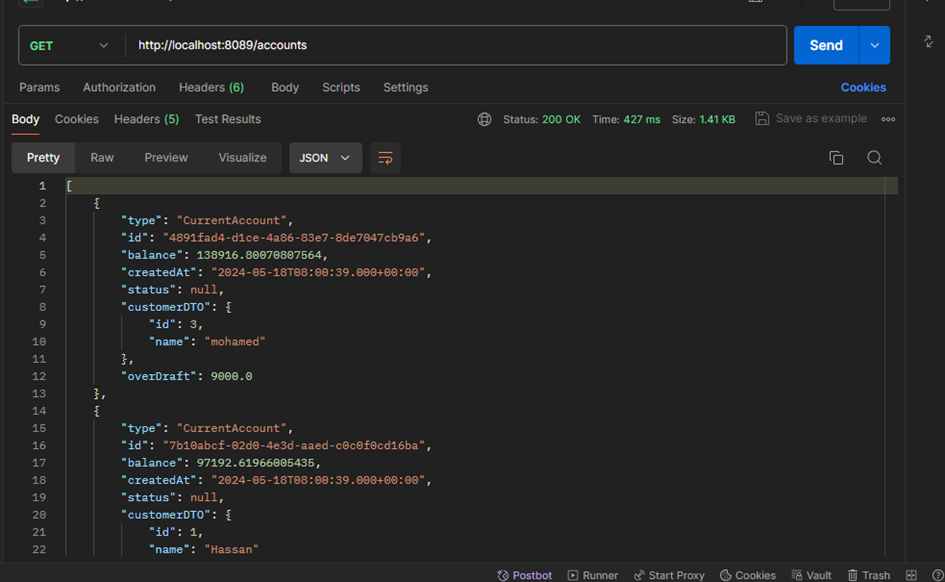 GET http://localhost:8089/accounts Send
Params Authorization Headers (6) Body Scripts Settings Cookies
Body Cookies Headers (5) Test Results Status: 200 OK Time: 427 ms Size: 1.41 KB Save as example
Pretty Raw Preview Visualize JSON
1 [
2 {
3 "type": "CurrentAccount",
4 "id": "4891fad4-d1ce-4a86-83e7-8de7047cb9a6",
5 "balance": 138916.80070807564,
6 "createdAt": "2024-05-18T08:00:39.000+00:00",
7 "status": null,
8 "customerDTO": {
9 "id": 3,
10 "name": "mohamed"
11 },
12 "overDraft": 9000.0
13 },
14 {
15 "type": "CurrentAccount",
16 "id": "7b10abcf-02d0-4e3d-aaed-c0c0f0cd16ba",
17 "balance": 97192.61966005435,
18 "createdAt": "2024-05-18T08:00:39.000+00:00",
19 "status": null,
20 "customerDTO": {
21 "id": 1,
22 "name": "Hassan"
Postbot Runner Start Proxy Cookies Vault Trash